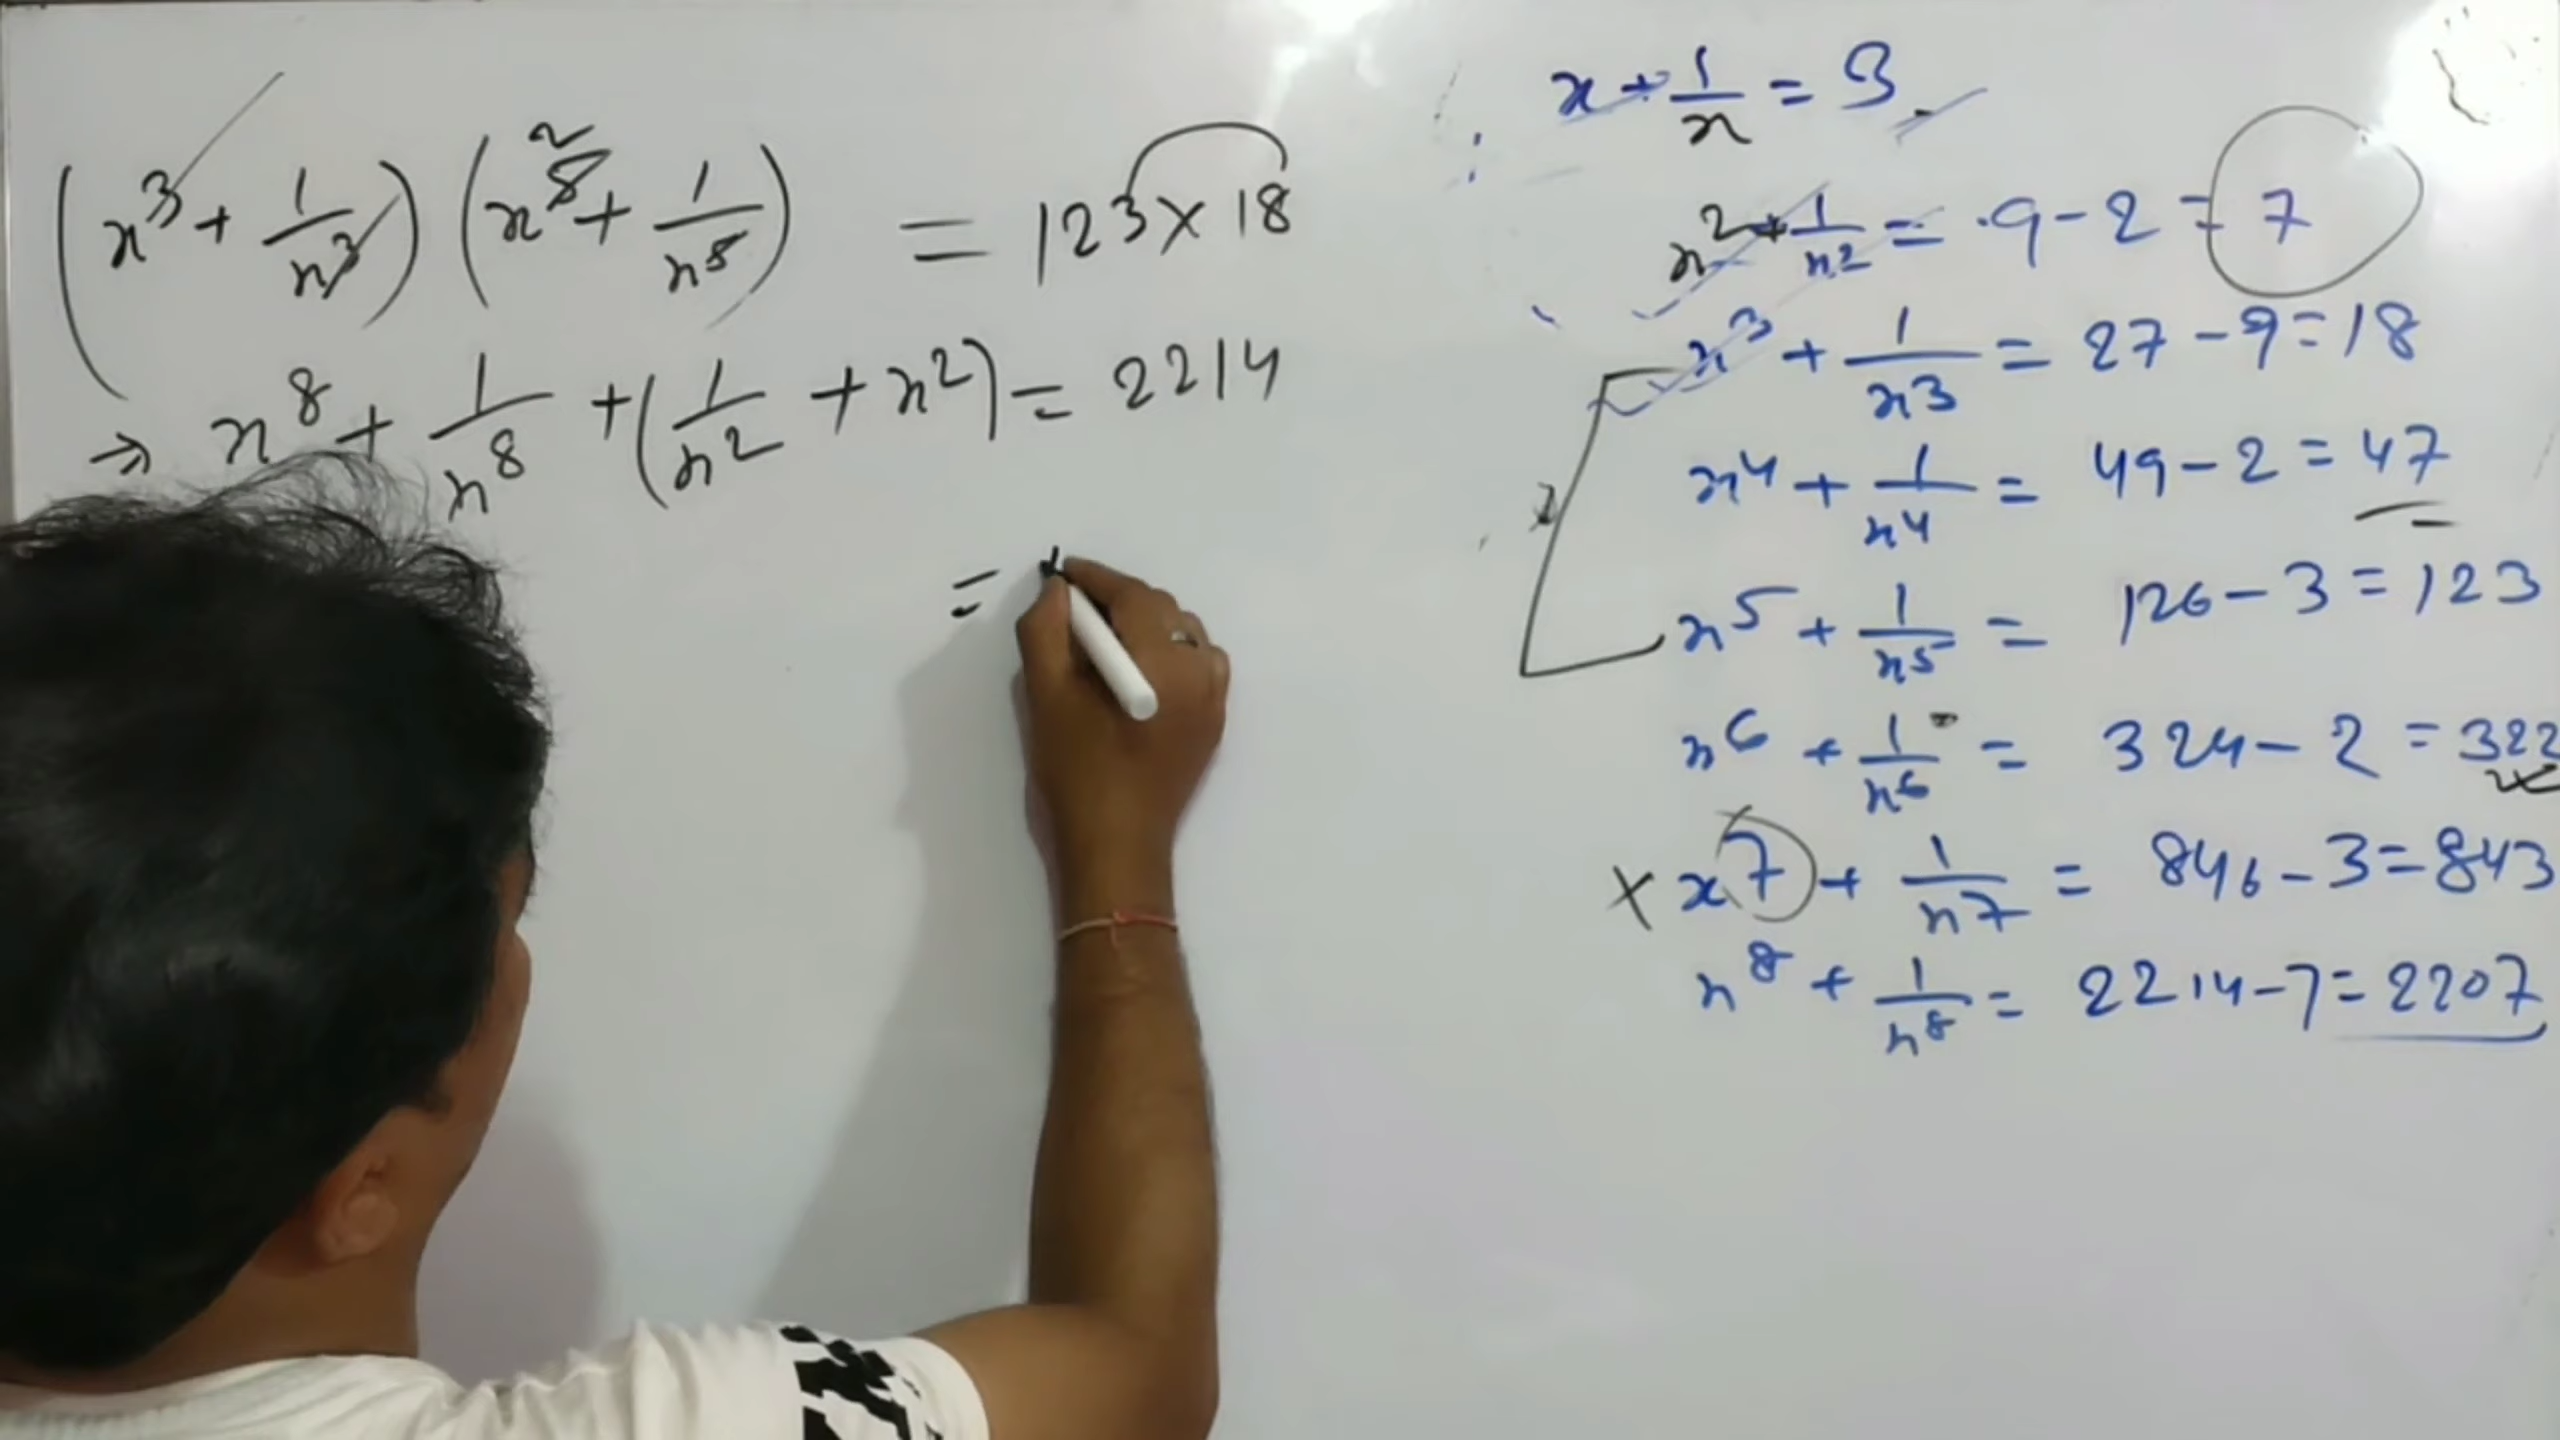 (x³ + 1/x³) (x⁵ + 1/x⁵) = 123 × 18
2
→ x⁸ + 1/x⁸ + (1/x² + x²) = 2214
=
x + 1/x = 3
x² + 1/x² = 9 - 2 = 7
x³ + 1/x³ = 27 - 9 = 18
x⁴ + 1/x⁴ = 49 - 2 = 47
x⁵ + 1/x⁵ = 126 - 3 = 123
x⁶ + 1/x⁶ = 324 - 2 = 322
× x⁷ + 1/x⁷ = 846 - 3 = 843
x⁸ + 1/x⁸ = 2214 - 7 = 2207